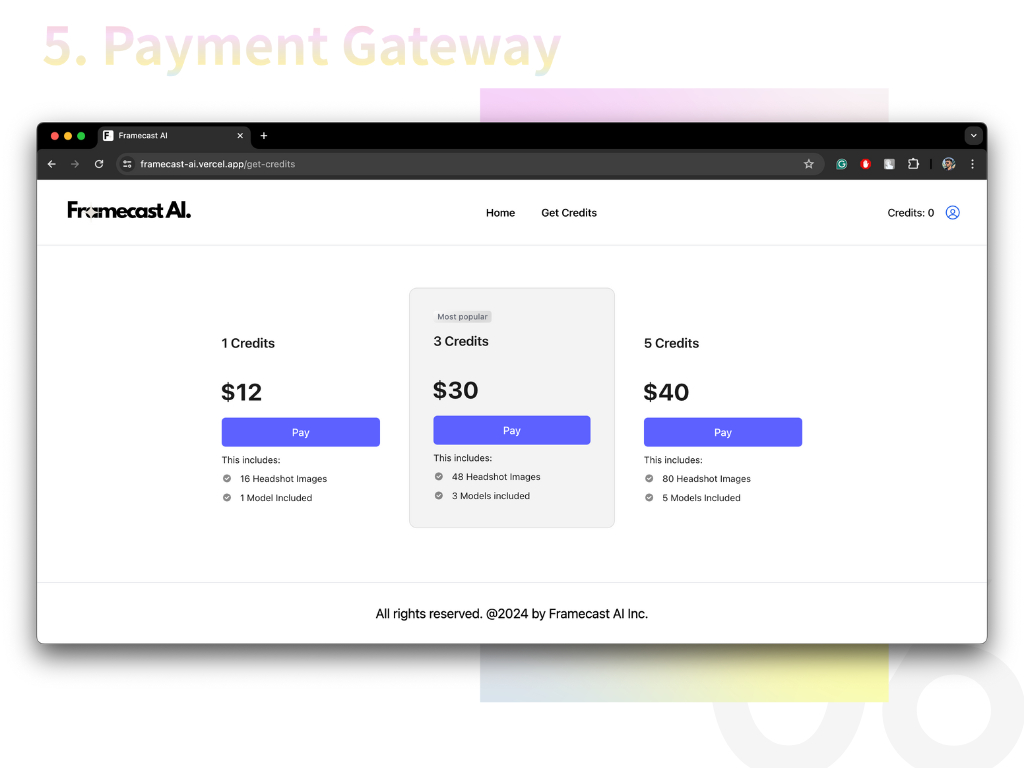 5. Payment Gateway
Framecast AI
framecast-ai.vercel.app/get-credits
Framecast AI.
Home
Get Credits
Credits: 0
1 Credits
$12
Pay
This includes:
16 Headshot Images
1 Model Included
Most popular
3 Credits
$30
Pay
This includes:
48 Headshot Images
3 Models included
5 Credits
$40
Pay
This includes:
80 Headshot Images
5 Models Included
All rights reserved. @2024 by Framecast AI Inc.